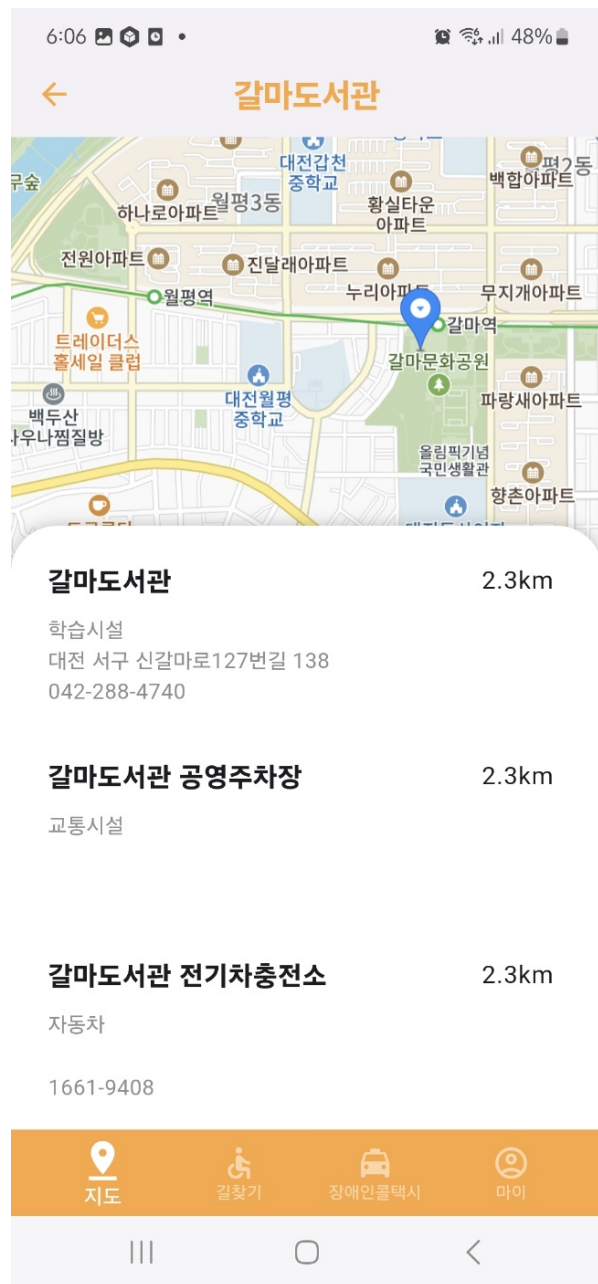 6:06
48%
갈마도서관
대전갑천
중학교
무숲
월평3동
하나로아파트
황실타운
아파트
평2동
백합아파트
전원아파트
진달래아파트
누리아파트
무지개아파트
월평역
갈마역
트레이더스
홀세일 클럽
갈마문화공원
대전월평
중학교
파랑새아파트
백두산
사우나찜질방
올림픽기념
국민생활관
향촌아파트
갈마도서관 2.3km
학습시설
대전 서구 신갈마로127번길 138
042-288-4740
갈마도서관 공영주차장 2.3km
교통시설
갈마도서관 전기차충전소 2.3km
자동차
1661-9408
지도 길찾기 장애인콜택시 마이